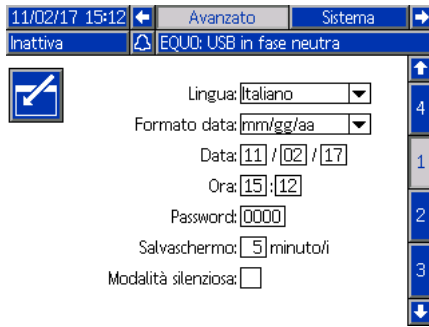 11/02/17 15:12 Avanzato Sistema
Inattiva EQU0: USB in fase neutra
Lingua: Italiano
Formato data: mm/gg/aa
Data: 11 / 02 / 17
Ora: 15 : 12
Password: 0000
Salvaschermo: 5 minuto/i
Modalità silenziosa:
4
1
2
3